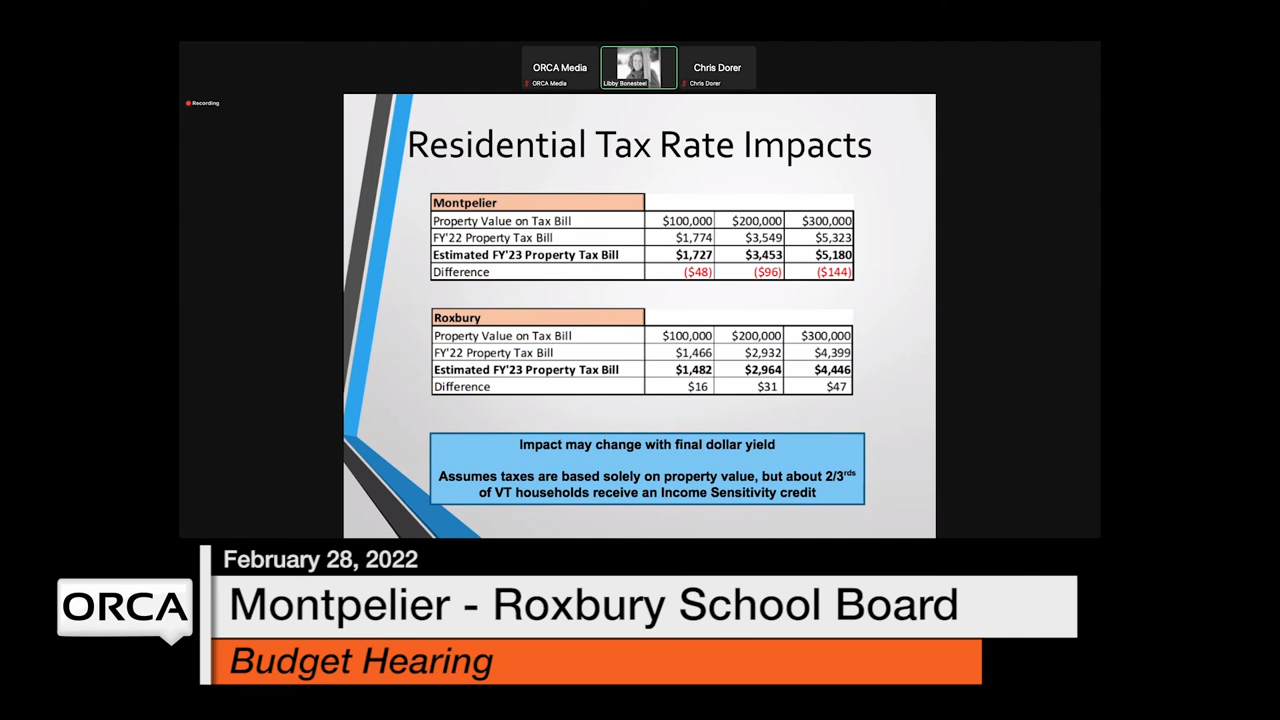 ORCA Media
Chris Dorer
ORCA Media
Libby Bonesteel
Chris Dorer
Recording
Residential Tax Rate Impacts
Montpelier
Property Value on Tax Bill $100,000 $200,000 $300,000
FY'22 Property Tax Bill $1,774 $3,549 $5,323
Estimated FY'23 Property Tax Bill $1,727 $3,453 $5,180
Difference ($48) ($96) ($144)
Roxbury
Property Value on Tax Bill $100,000 $200,000 $300,000
FY'22 Property Tax Bill $1,466 $2,932 $4,399
Estimated FY'23 Property Tax Bill $1,482 $2,964 $4,446
Difference $16 $31 $47
Impact may change with final dollar yield
Assumes taxes are based solely on property value, but about 2/3rds
of VT households receive an Income Sensitivity credit
February 28, 2022
ORCA
Montpelier - Roxbury School Board
Budget Hearing